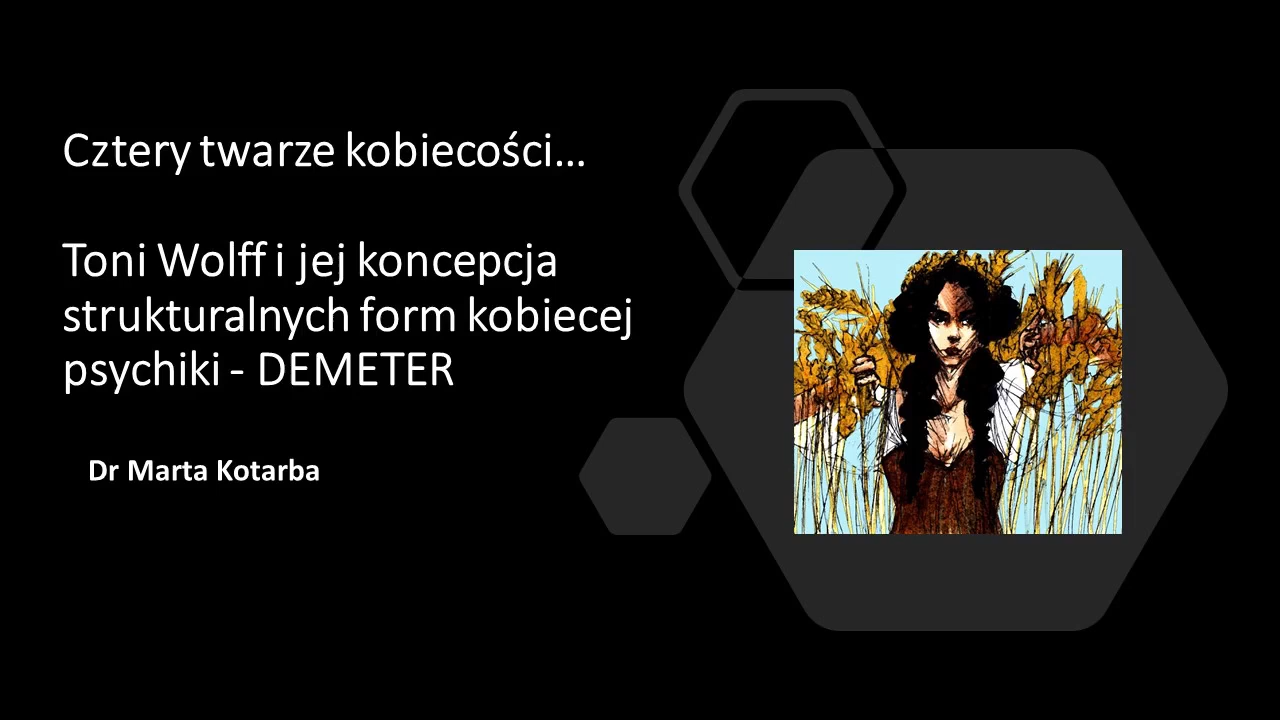 Cztery twarze kobiecości...
Toni Wolff i jej koncepcja
strukturalnych form kobiecej
psychiki - DEMETER
Dr Marta Kotarba